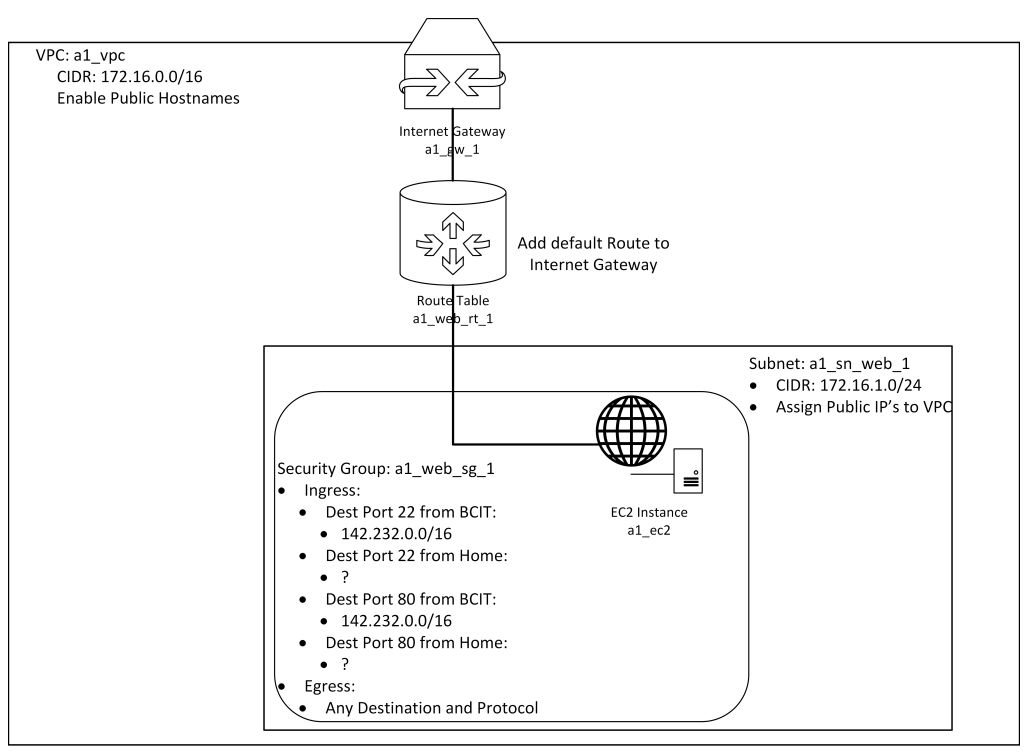 VPC: a1_vpc
CIDR: 172.16.0.0/16
Enable Public Hostnames
Internet Gateway
a1_gw_1
Add default Route to
Internet Gateway
Route Table
a1_web_rt_1
Subnet: a1_sn_web_1
• CIDR: 172.16.1.0/24
• Assign Public IP's to VPC
Security Group: a1_web_sg_1
• Ingress:
• Dest Port 22 from BCIT:
• 142.232.0.0/16
• Dest Port 22 from Home:
• ?
• Dest Port 80 from BCIT:
• 142.232.0.0/16
• Dest Port 80 from Home:
• ?
• Egress:
• Any Destination and Protocol
EC2 Instance
a1_ec2